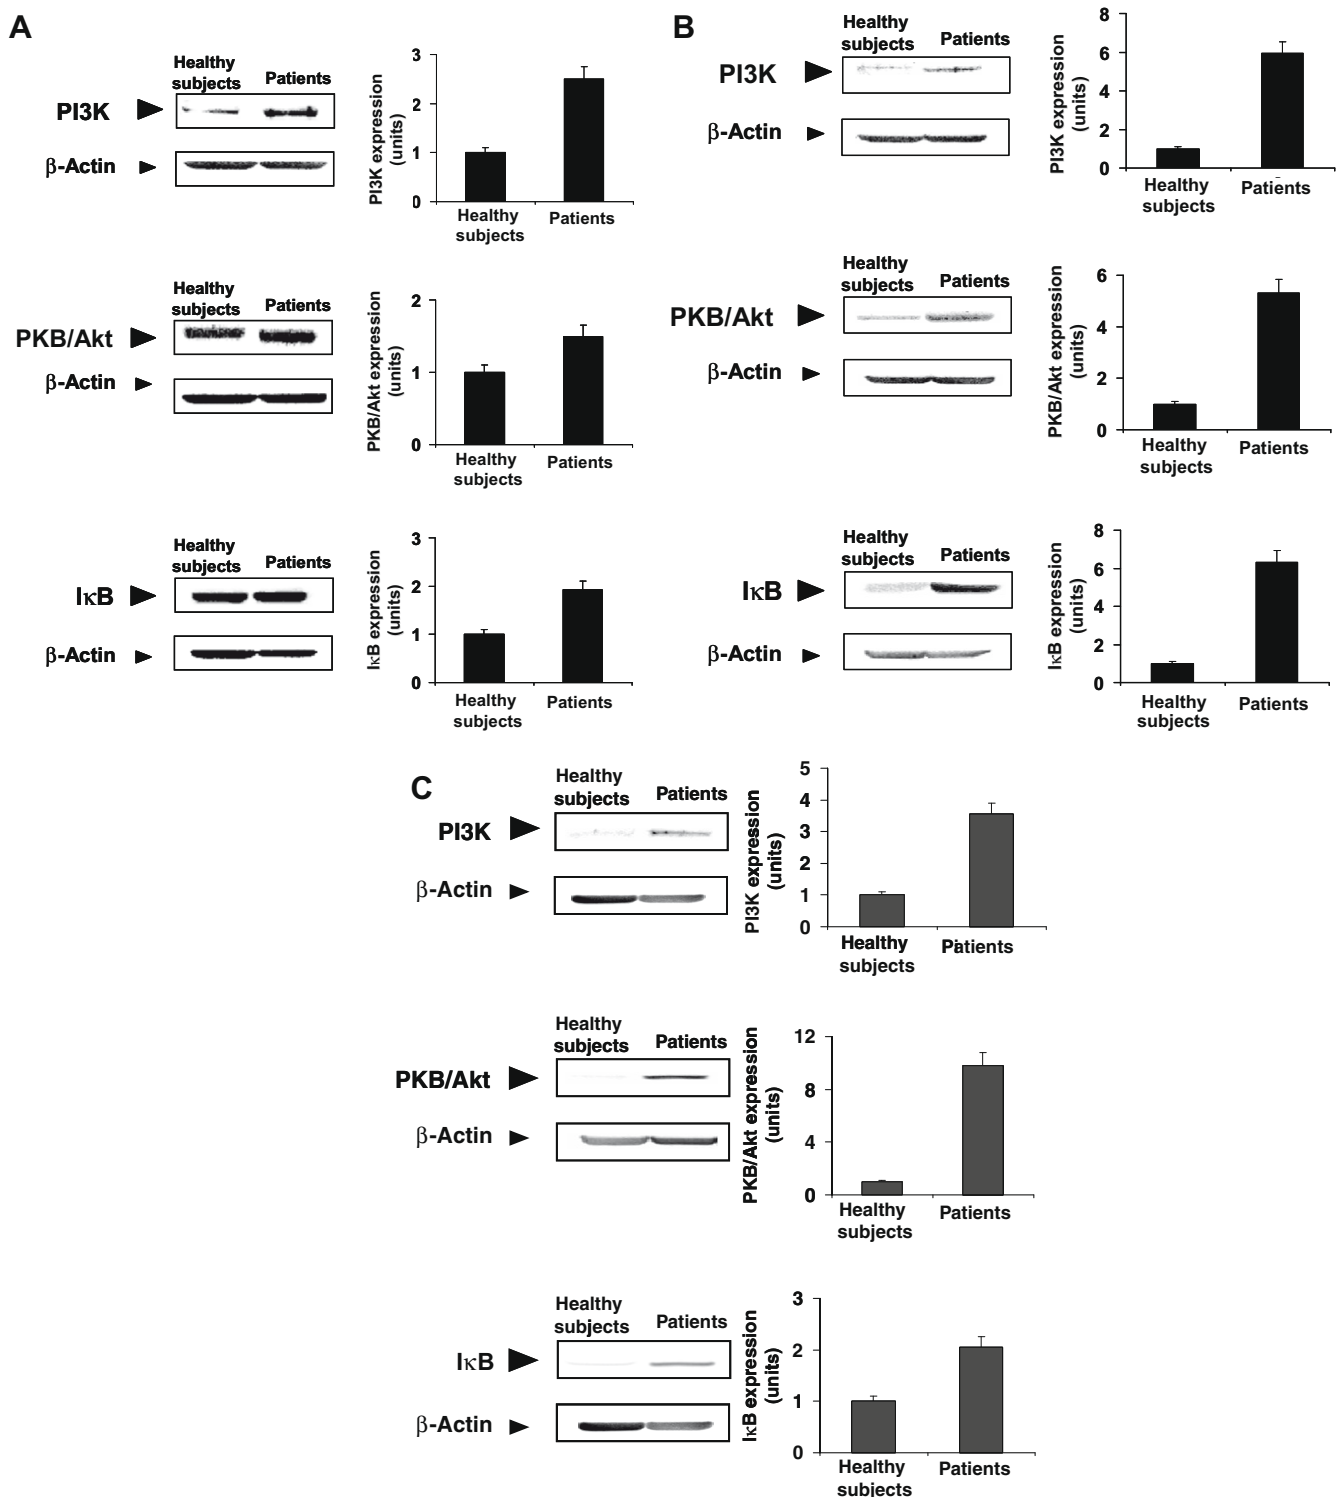 A
Healthy
subjects
Patients
PI3K
β-Actin
PI3K expression
(units)
3
2
1
0
Healthy
subjects
Patients
Healthy
subjects
Patients
PKB/Akt
β-Actin
PKB/Akt expression
(units)
2
1
0
Healthy
subjects
Patients
Healthy
subjects
Patients
IκB
β-Actin
IκB expression
(units)
3
2
1
0
Healthy
subjects
Patients
B
Healthy
subjects
Patients
PI3K
β-Actin
PI3K expression
(units)
8
6
4
2
0
Healthy
subjects
Patients
Healthy
subjects
Patients
PKB/Akt
β-Actin
PKB/Akt expression
(units)
6
4
2
0
Healthy
subjects
Patients
Healthy
subjects
Patients
IκB
β-Actin
IκB expression
(units)
8
6
4
2
0
Healthy
subjects
Patients
C
Healthy
subjects
Patients
PI3K
β-Actin
PI3K expression
(units)
5
4
3
2
1
0
Healthy
subjects
Patients
Healthy
subjects
Patients
PKB/Akt
β-Actin
PKB/Akt expression
(units)
12
8
4
0
Healthy
subjects
Patients
Healthy
subjects
Patients
IκB
β-Actin
IκB expression
(units)
3
2
1
0
Healthy
subjects
Patients